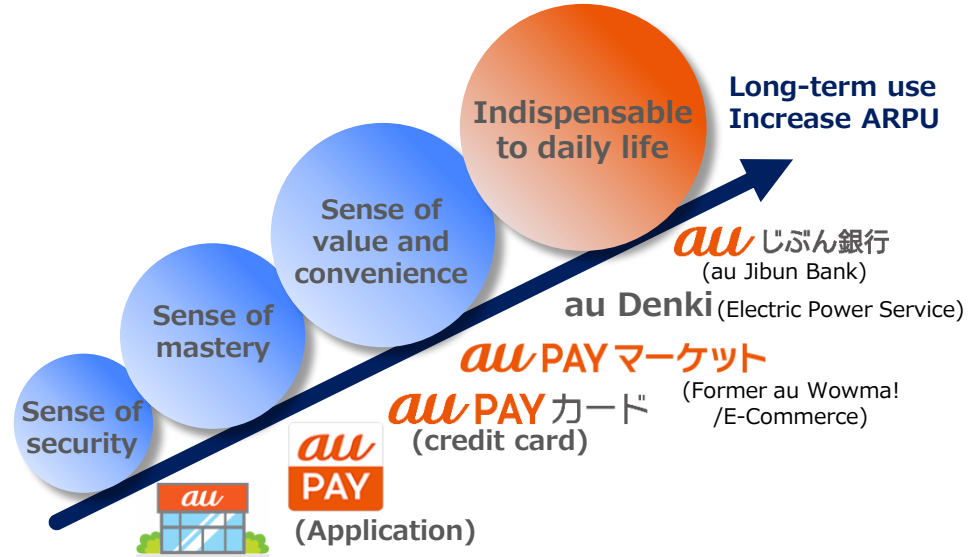 Long-term use
Increase ARPU
Indispensable
to daily life
Sense of
value and
convenience
Sense of
mastery
Sense of
security
au じぶん銀行
(au Jibun Bank)
au Denki (Electric Power Service)
au PAY マーケット
(Former au Wowma!
/E-Commerce)
au PAY カード
(credit card)
au
PAY
(Application)
au